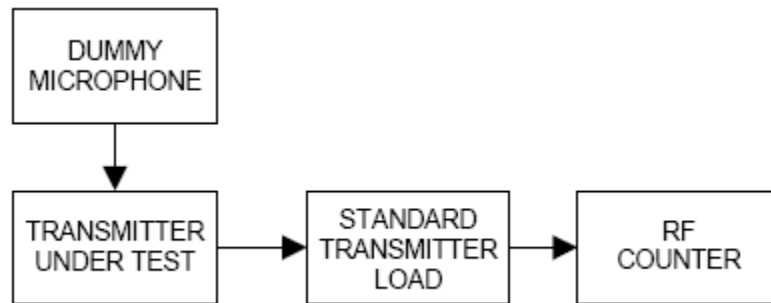 DUMMY
MICROPHONE
TRANSMITTER
UNDER TEST
STANDARD
TRANSMITTER
LOAD
RF
COUNTER